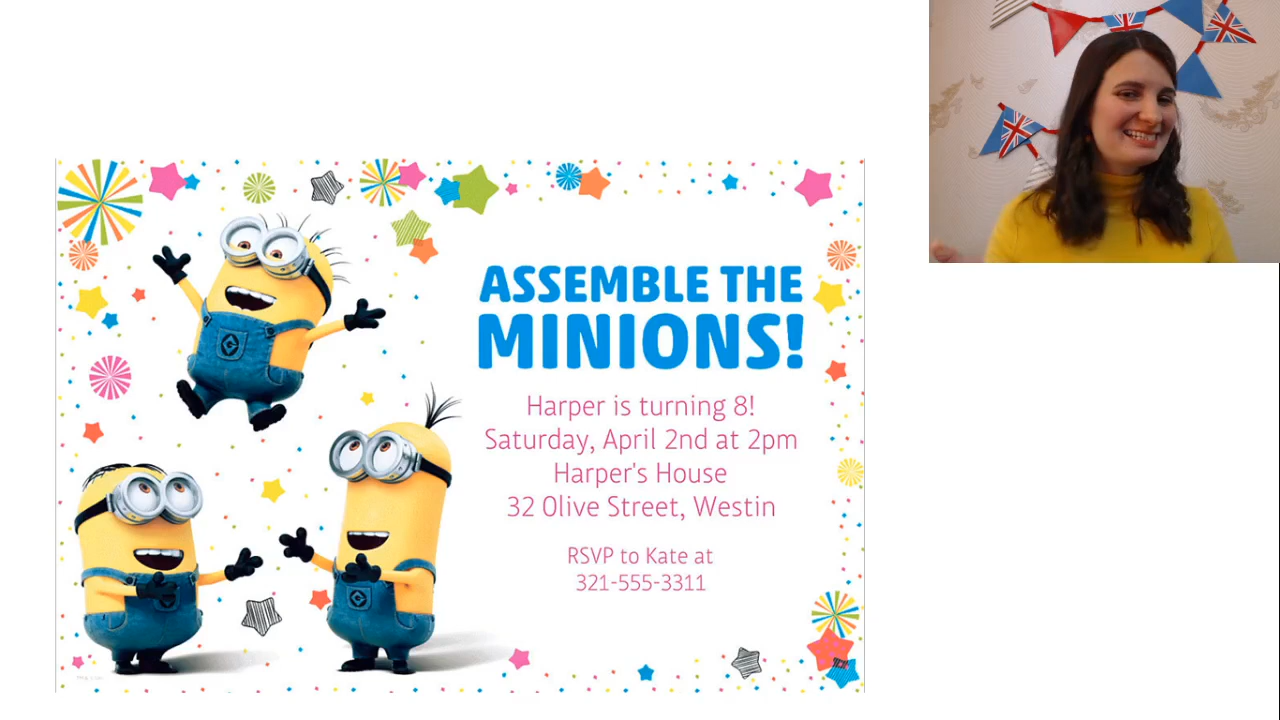 ASSEMBLE THE
MINIONS!
Harper is turning 8!
Saturday, April 2nd at 2pm
Harper's House
32 Olive Street, Westin
RSVP to Kate at
321-555-3311